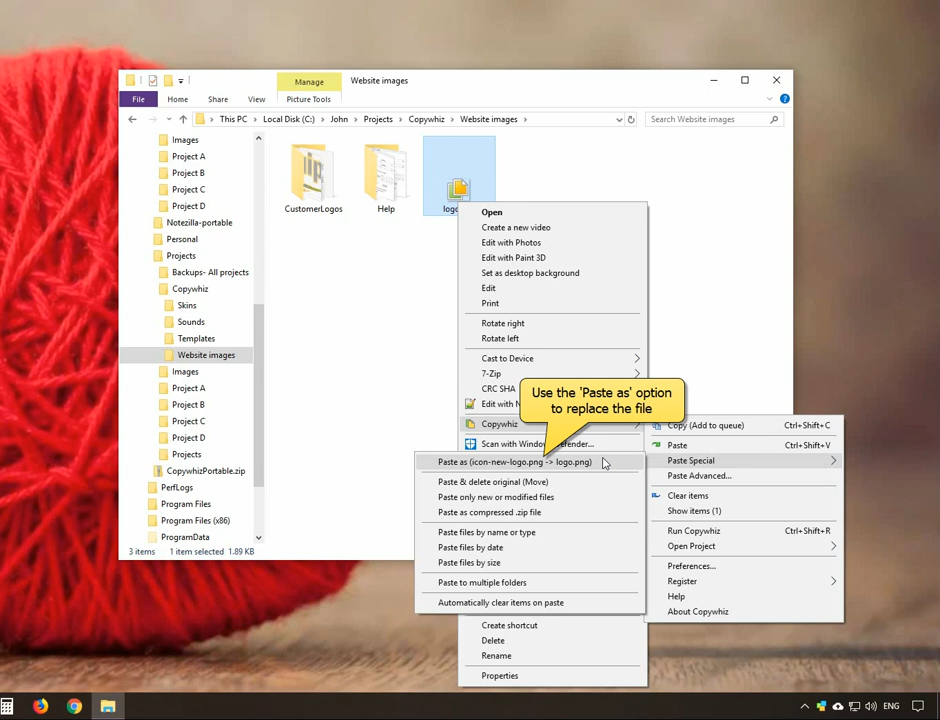 Manage
Website images
File
Home
Share
View
Picture Tools
This PC
Local Disk (C:)
John
Projects
Copywhiz
Website images
Search Website images
Images
Project A
Project B
Project C
Project D
Notezilla-portable
Personal
Projects
Backups- All projects
Copywhiz
Skins
Sounds
Templates
Website images
Images
Project A
Project B
Project C
Project D
Projects
CopywhizPortable.zip
PerfLogs
Program Files
Program Files (x86)
ProgramData
3 items
1 item selected 1.89 KB
CustomerLogos
Help
Open
Create a new video
Edit with Photos
Edit with Paint 3D
Set as desktop background
Edit
Print
Rotate right
Rotate left
Cast to Device
7-Zip
CRC SHA
Edit with
Use the 'Paste as' option
to replace the file
Copywhiz
Scan with
Create shortcut
Delete
Rename
Properties
Copy (Add to queue) Ctrl+Shift+C
Paste Ctrl+Shift+V
Paste Special
Paste Advanced...
Clear items
Show items (1)
Run Copywhiz Ctrl+Shift+R
Open Project
Preferences...
Register
Help
About Copywhiz
Paste as (icon-new-logo.png -> logo.png)
Paste & delete original (Move)
Paste only new or modified files
Paste as compressed .zip file
Paste files by name or type
Paste files by date
Paste files by size
Paste to multiple folders
Automatically clear items on paste
ENG